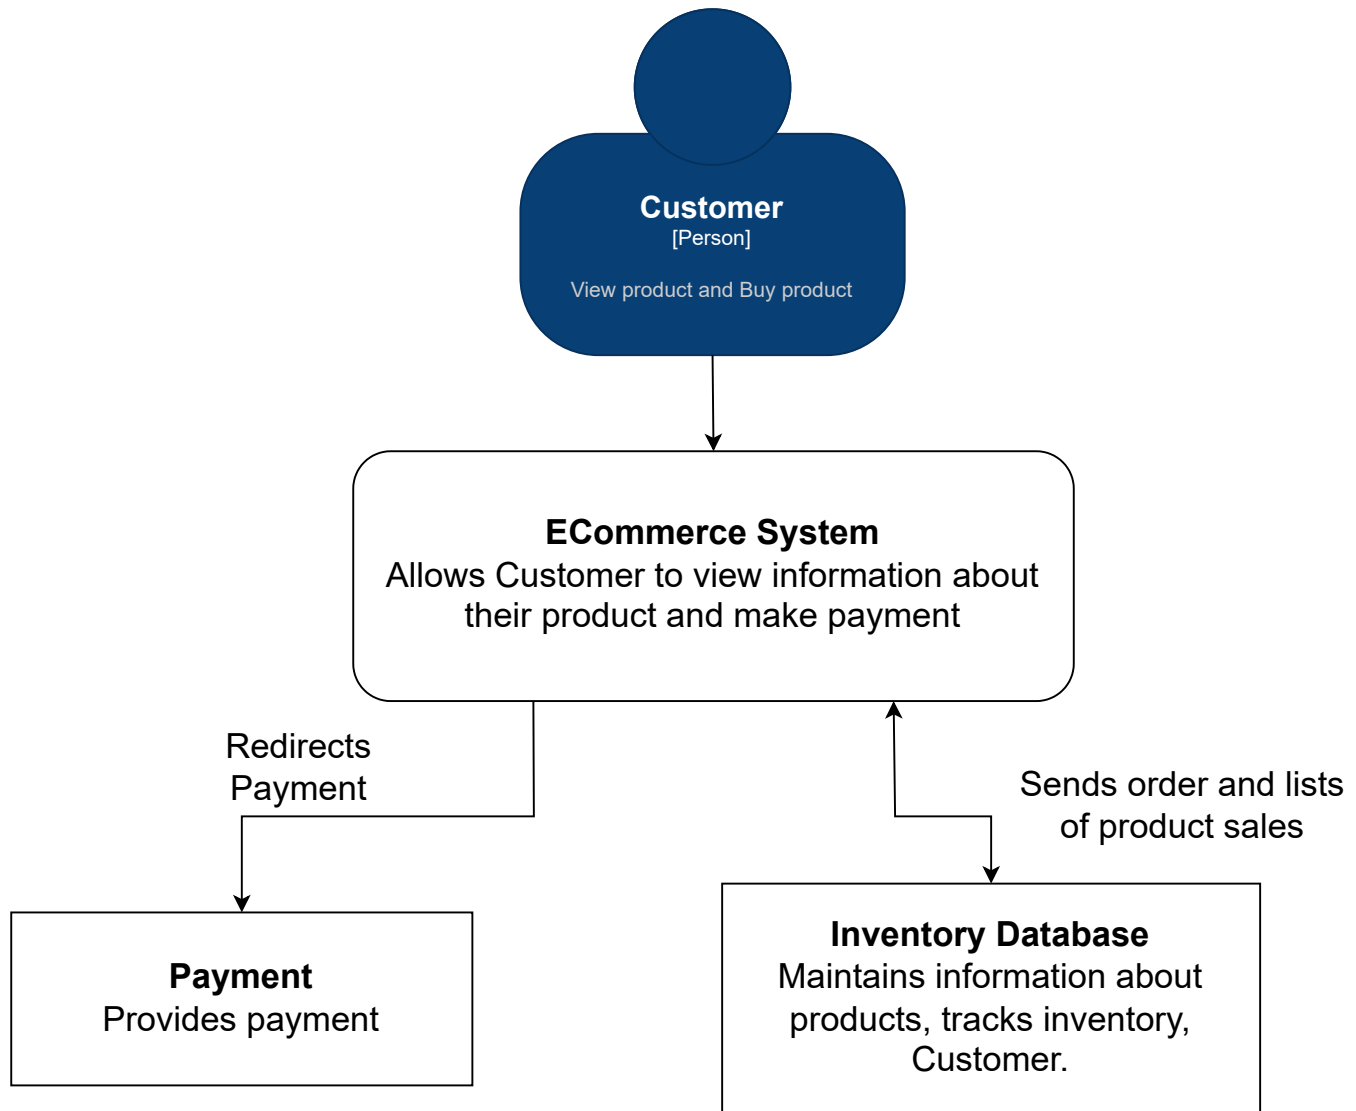 Customer
[Person]
View product and Buy product
ECommerce System
Allows Customer to view information about
their product and make payment
Redirects
Payment
Sends order and lists
of product sales
Payment
Provides payment
Inventory Database
Maintains information about
products, tracks inventory,
Customer.